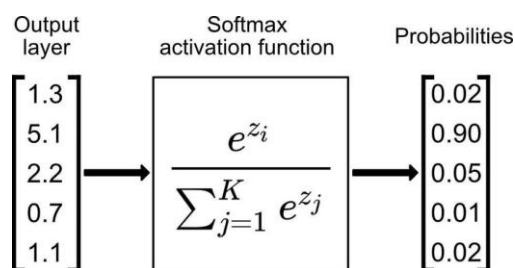 Output
layer
Softmax
activation function
Probabilities
1.3
5.1
2.2
0.7
1.1
e^{z_i}
\sum_{j=1}^{K} e^{z_j}
0.02
0.90
0.05
0.01
0.02